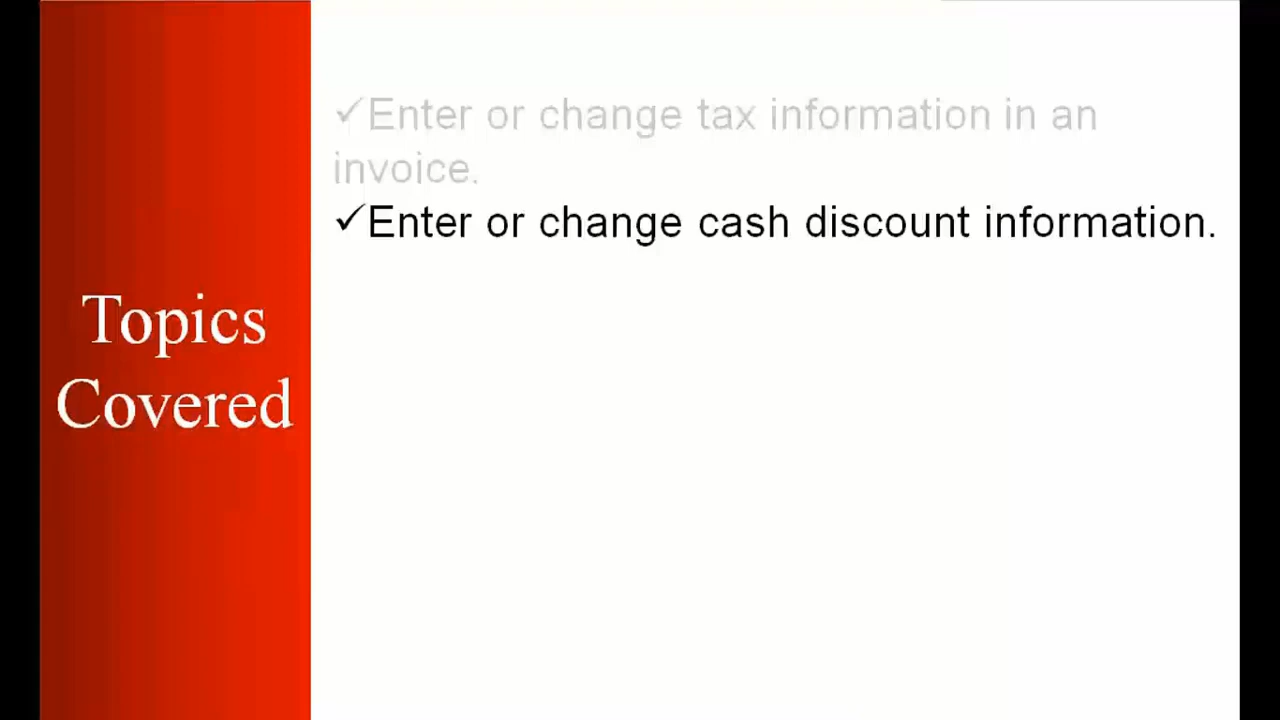 Topics
Covered
✓Enter or change tax information in an
invoice.
✓Enter or change cash discount information.